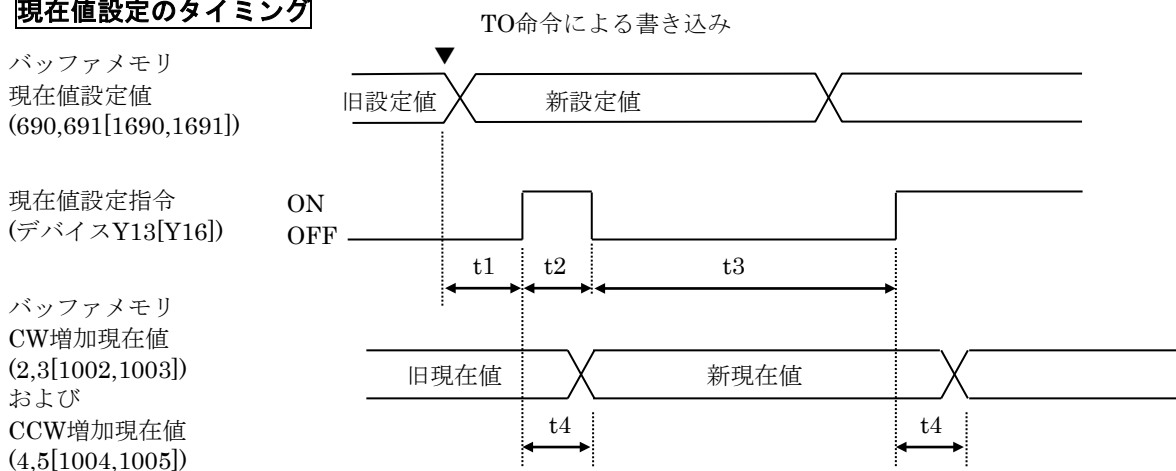 現在値設定のタイミング
TO命令による書き込み
バッファメモリ
現在値設定値
(690,691[1690,1691])
旧設定値
新設定値
現在値設定指令
(デバイスY13[Y16])
ON
OFF
t1
t2
t3
バッファメモリ
CW増加現在値
(2,3[1002,1003])
および
CCW増加現在値
(4,5[1004,1005])
旧現在値
新現在値
t4
t4